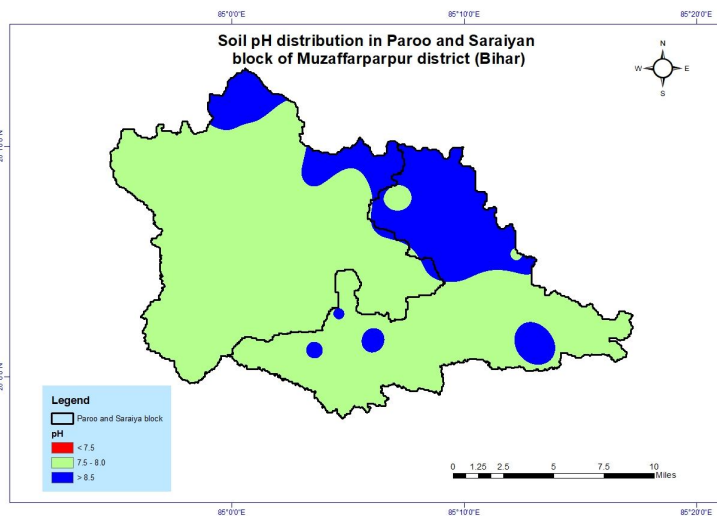 85°0'0"E 85°10'0"E 85°20'0"E
Soil pH distribution in Paroo and Saraiyan
block of Muzaffarparpur district (Bihar)
N
W E
S
Legend
Paroo and Saraiya block
pH
< 7.5
7.5 - 8.0
> 8.5
0 1.25 2.5 5 7.5 10
Miles
85°0'0"E 85°10'0"E 85°20'0"E